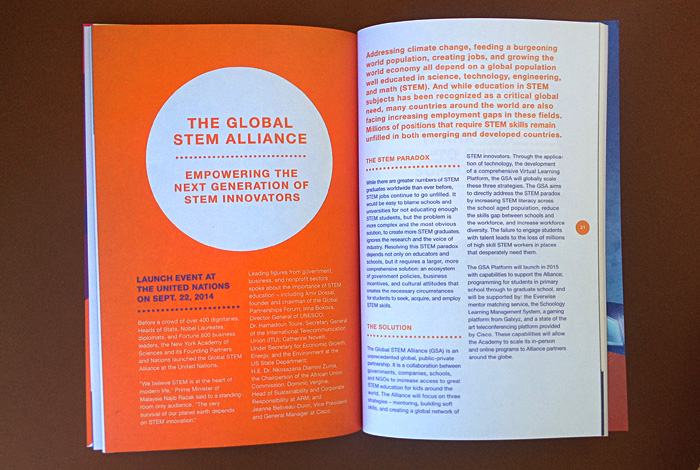 THE GLOBAL
STEM ALLIANCE
EMPOWERING THE
NEXT GENERATION OF
STEM INNOVATORS
LAUNCH EVENT AT
THE UNITED NATIONS
ON SEPT. 22, 2014
Before a crowd of over 400 dignitaries,
Heads of State, Nobel Laureates,
diplomats, and Fortune 500 business
leaders, the New York Academy of
Sciences and its Founding Partners
and Nations launched the Global STEM
Alliance at the United Nations.
"We believe STEM is at the heart of
modern life," Prime Minister of
Malaysia Najib Razak said to a standing-
room only audience. "The very
survival of our planet earth depends
on STEM innovation."
Leading figures from government,
business, and nonprofit sectors
spoke about the importance of STEM
education – including Amir Dossal,
founder and chairman of the Global
Partnerships Forum; Irina Bokova,
Director General of UNESCO;
Dr. Hamadoun Toure, Secretary General
of the International Telecommunication
Union (ITU); Catherine Novelli,
Under Secretary for Economic Growth,
Energy, and the Environment at the
US State Department;
H.E. Dr. Nkosazana Dlamini Zuma,
the Chairperson of the African Union
Commission; Dominic Vergine,
Head of Sustainability and Corporate
Responsibility at ARM; and
Jeanne Beliveau-Dunn, Vice President
and General Manager at Cisco.
Addressing climate change, feeding a burgeoning
world population, creating jobs, and growing the
world economy all depend on a global population
well educated in science, technology, engineering,
and math (STEM). And while education in STEM
subjects has been recognized as a critical global
need, many countries around the world are also
facing increasing employment gaps in these fields.
Millions of positions that require STEM skills remain
unfilled in both emerging and developed countries.
THE STEM PARADOX
While there are greater numbers of STEM
graduates worldwide than ever before,
STEM jobs continue to go unfilled. It
would be easy to blame schools and
universities for not educating enough
STEM students, but the problem is
more complex and the most obvious
solution, to create more STEM graduates,
ignores the research and the voice of
industry. Resolving this STEM paradox
depends not only on educators and
schools, but it requires a larger, more
comprehensive solution: an ecosystem
of government policies, business
incentives, and cultural attitudes that
creates the necessary circumstances
for students to seek, acquire, and employ
STEM skills.
THE SOLUTION
The Global STEM Alliance (GSA) is an
unprecedented global, public-private
partnership. It is a collaboration between
governments, companies, schools,
and NGOs to increase access to great
STEM education for kids around the
world. The Alliance will focus on three
strategies – mentoring, building soft
skills, and creating a global network of
STEM innovators. Through the applica-
tion of technology, the development
of a comprehensive Virtual Learning
Platform, the GSA will globally scale
these three strategies. The GSA aims
to directly address the STEM paradox
by increasing STEM literacy across
the school aged population, reduce
the skills gap between schools and
the workforce, and increase workforce
diversity. The failure to engage students
with talent leads to the loss of millions
of high skill STEM workers in places
that desperately need them.
The GSA Platform will launch in 2015
with capabilities to support the Alliance,
programming for students in primary
school through to graduate school, and
will be supported by: the Everwise
mentor matching service, the Schoology
Learning Management System, a gaming
platform from Galxyz, and a state of the
art teleconferencing platform provided
by Cisco. These capabilities will allow
the Academy to scale its in-person
and online programs to Alliance partners
around the globe.
21